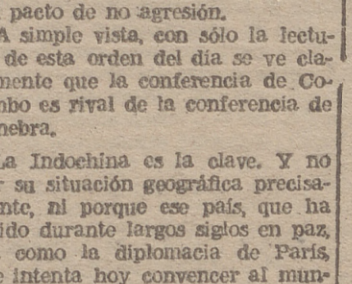 pacto de no agresión.
A simple vista, con sólo la lectu-
de esta orden del día se ve cla-
mente que la conferencia de Co-
mbo es rival de la conferencia de
nebra.
La Indochina es la clave. Y no
r su situación geográfica precisa-
nte, ni porque ese país, que ha
ido durante largos siglos en paz,
como la diplomacia de París,
e intenta hoy convencer al mun-